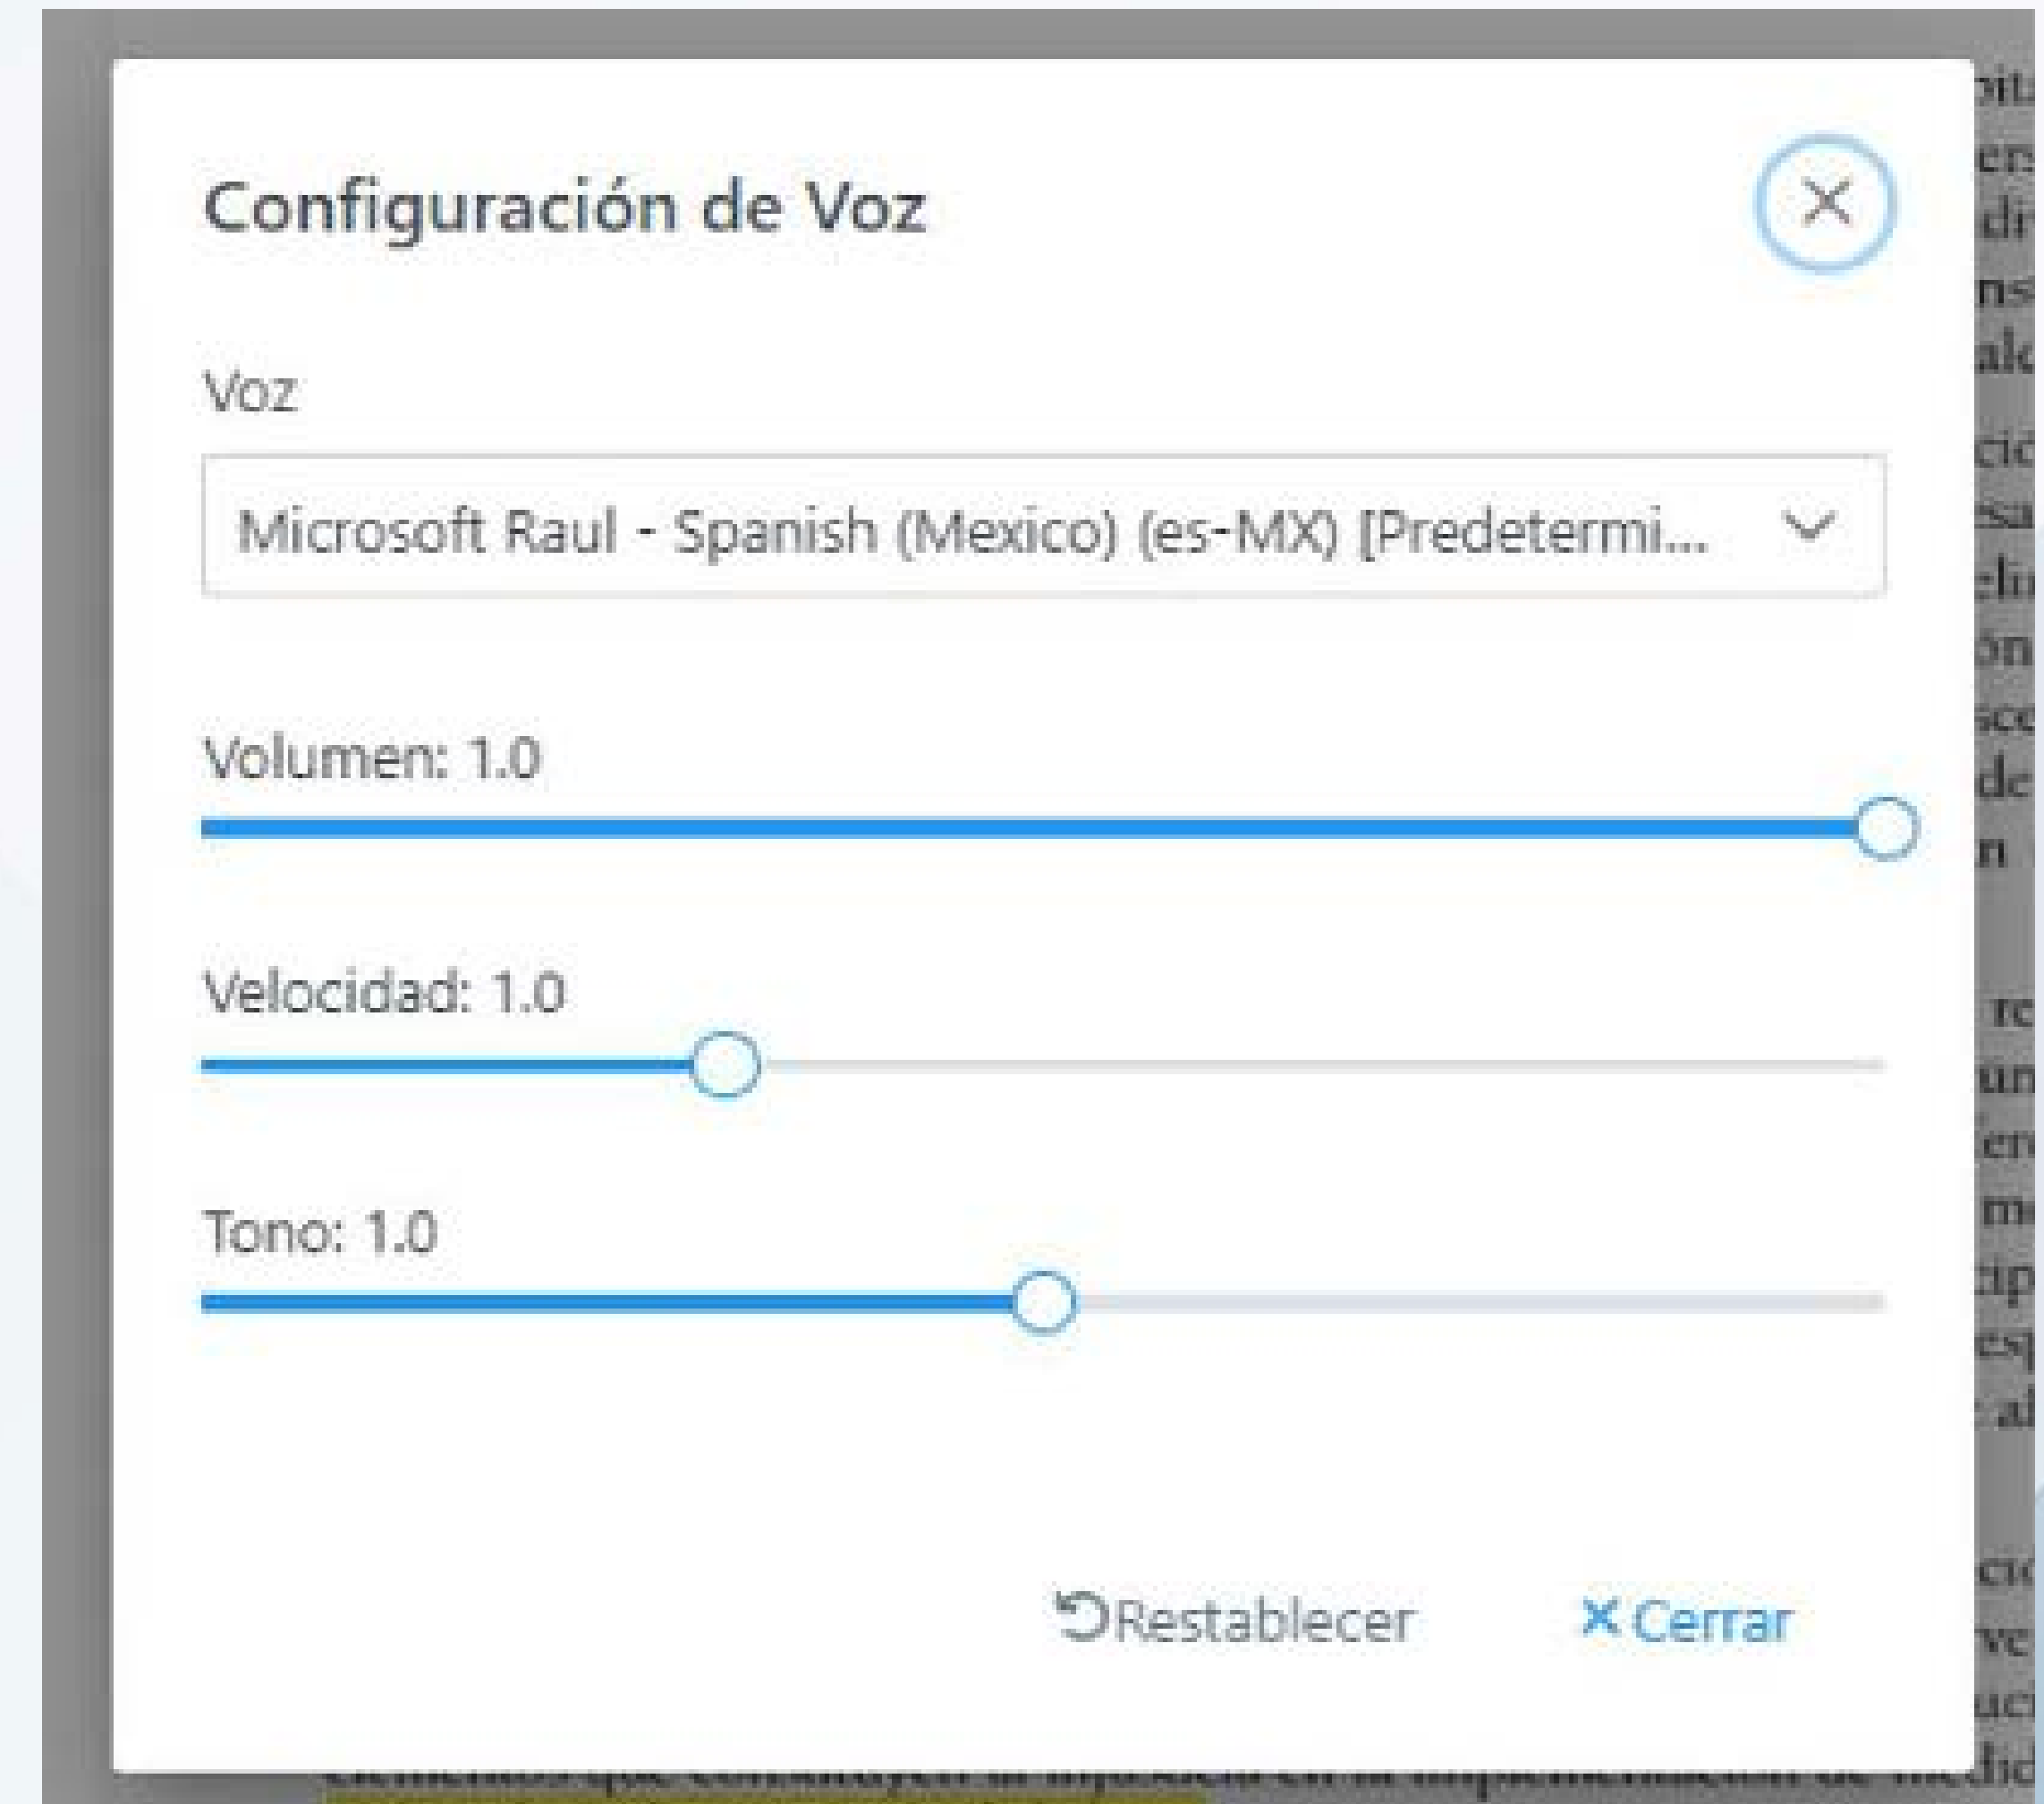 Configuración de Voz
Voz
Microsoft Raul - Spanish (Mexico) (es-MX) [Predetermi...
Volumen: 1.0
Velocidad: 1.0
Tono: 1.0
Restablecer
Cerrar